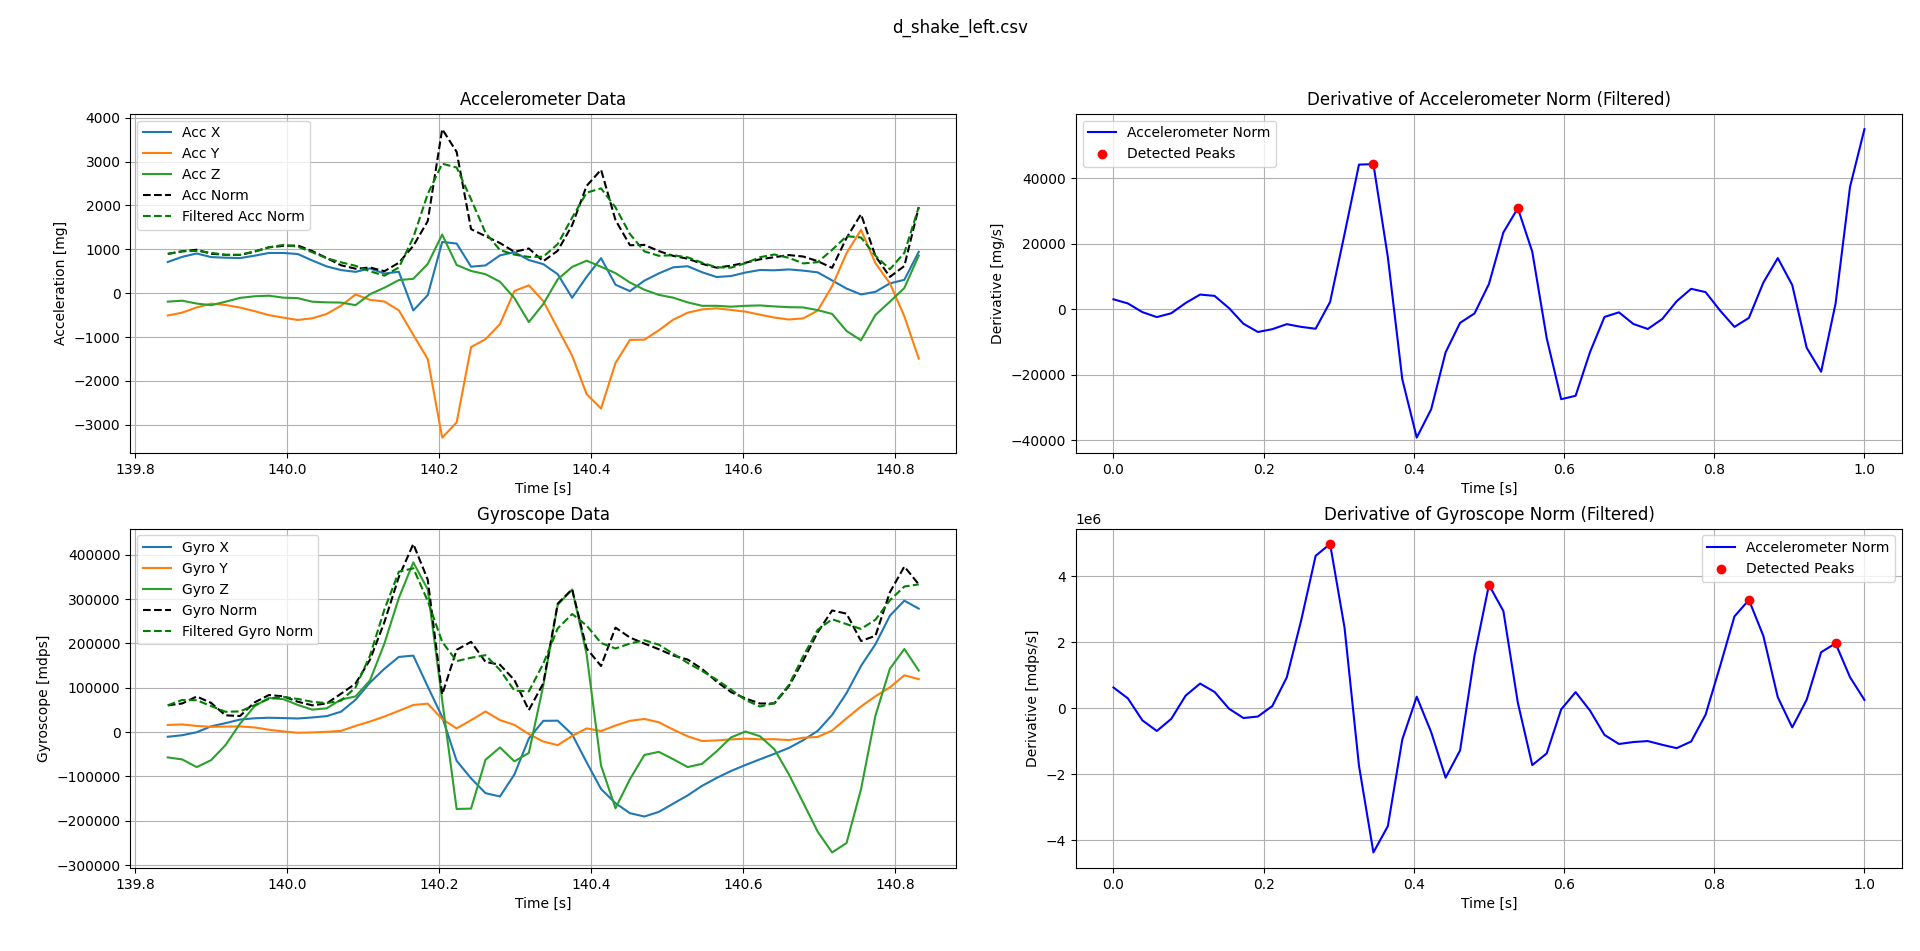 d_shake_left.csv
Accelerometer Data
Acceleration [mg]
4000
3000
2000
1000
0
−1000
−2000
−3000
Acc X
Acc Y
Acc Z
Acc Norm
Filtered Acc Norm
139.8 140.0 140.2 140.4 140.6 140.8
Time [s]
Derivative of Accelerometer Norm (Filtered)
Derivative [mg/s]
40000
20000
0
−20000
−40000
Accelerometer Norm
Detected Peaks
0.0 0.2 0.4 0.6 0.8 1.0
Time [s]
Gyroscope Data
Gyroscope [mdps]
400000
300000
200000
100000
0
−100000
−200000
−300000
Gyro X
Gyro Y
Gyro Z
Gyro Norm
Filtered Gyro Norm
139.8 140.0 140.2 140.4 140.6 140.8
Time [s]
Derivative of Gyroscope Norm (Filtered)
1e6
Derivative [mdps/s]
4
2
0
−2
−4
Accelerometer Norm
Detected Peaks
0.0 0.2 0.4 0.6 0.8 1.0
Time [s]